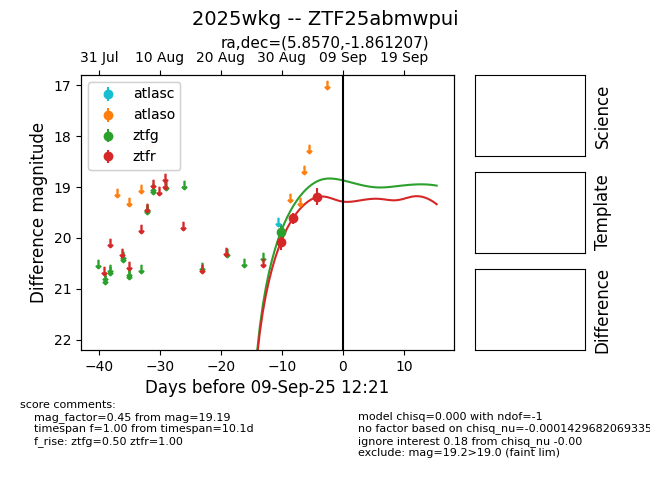 2025wkg -- ZTF25abmwpui
ra,dec=(5.8570,-1.861207)
31 Jul 10 Aug 20 Aug 30 Aug 09 Sep 19 Sep
atlasc
atlaso
ztfg
ztfr
17
18
19
20
21
22
Difference magnitude
−40 −30 −20 −10 0 10
Days before 09-Sep-25 12:21
Science
Template
Difference
score comments:
mag_factor=0.45 from mag=19.19
timespan f=1.00 from timespan=10.1d
f_rise: ztfg=0.50 ztfr=1.00
model chisq=0.000 with ndof=-1
no factor based on chisq_nu=-0.0001429682069335
ignore interest 0.18 from chisq_nu -0.00
exclude: mag=19.2>19.0 (faint lim)